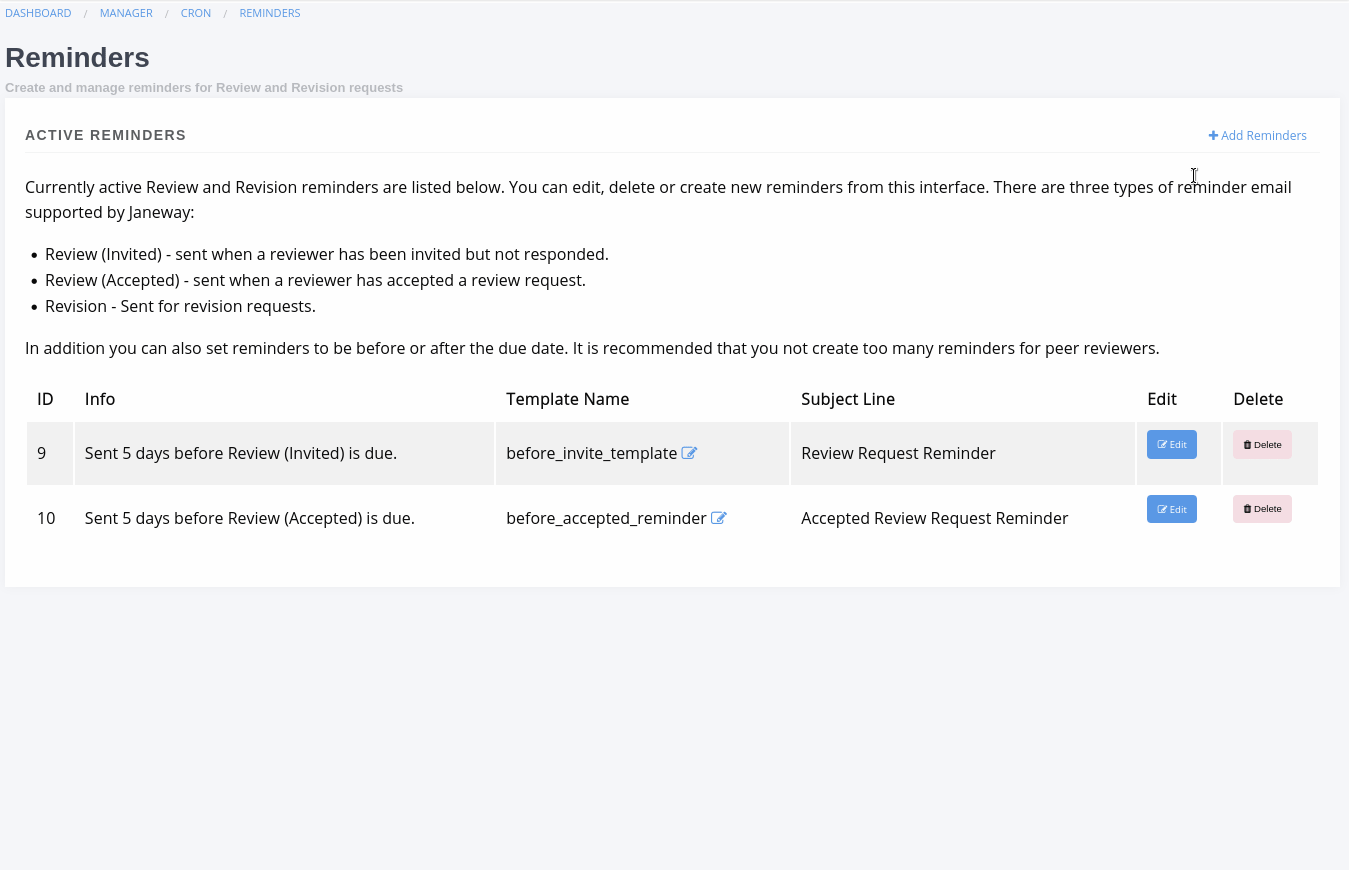 DASHBOARD / MANAGER / CRON / REMINDERS
Reminders
Create and manage reminders for Review and Revision requests
ACTIVE REMINDERS
Add Reminders
Currently active Review and Revision reminders are listed below. You can edit, delete or create new reminders from this interface. There are three types of reminder email
supported by Janeway:
• Review (Invited) - sent when a reviewer has been invited but not responded.
• Review (Accepted) - sent when a reviewer has accepted a review request.
• Revision - Sent for revision requests.
In addition you can also set reminders to be before or after the due date. It is recommended that you not create too many reminders for peer reviewers.
ID Info Template Name Subject Line Edit Delete
9 Sent 5 days before Review (Invited) is due. before_invite_template Review Request Reminder Edit Delete
10 Sent 5 days before Review (Accepted) is due. before_accepted_reminder Accepted Review Request Reminder Edit Delete